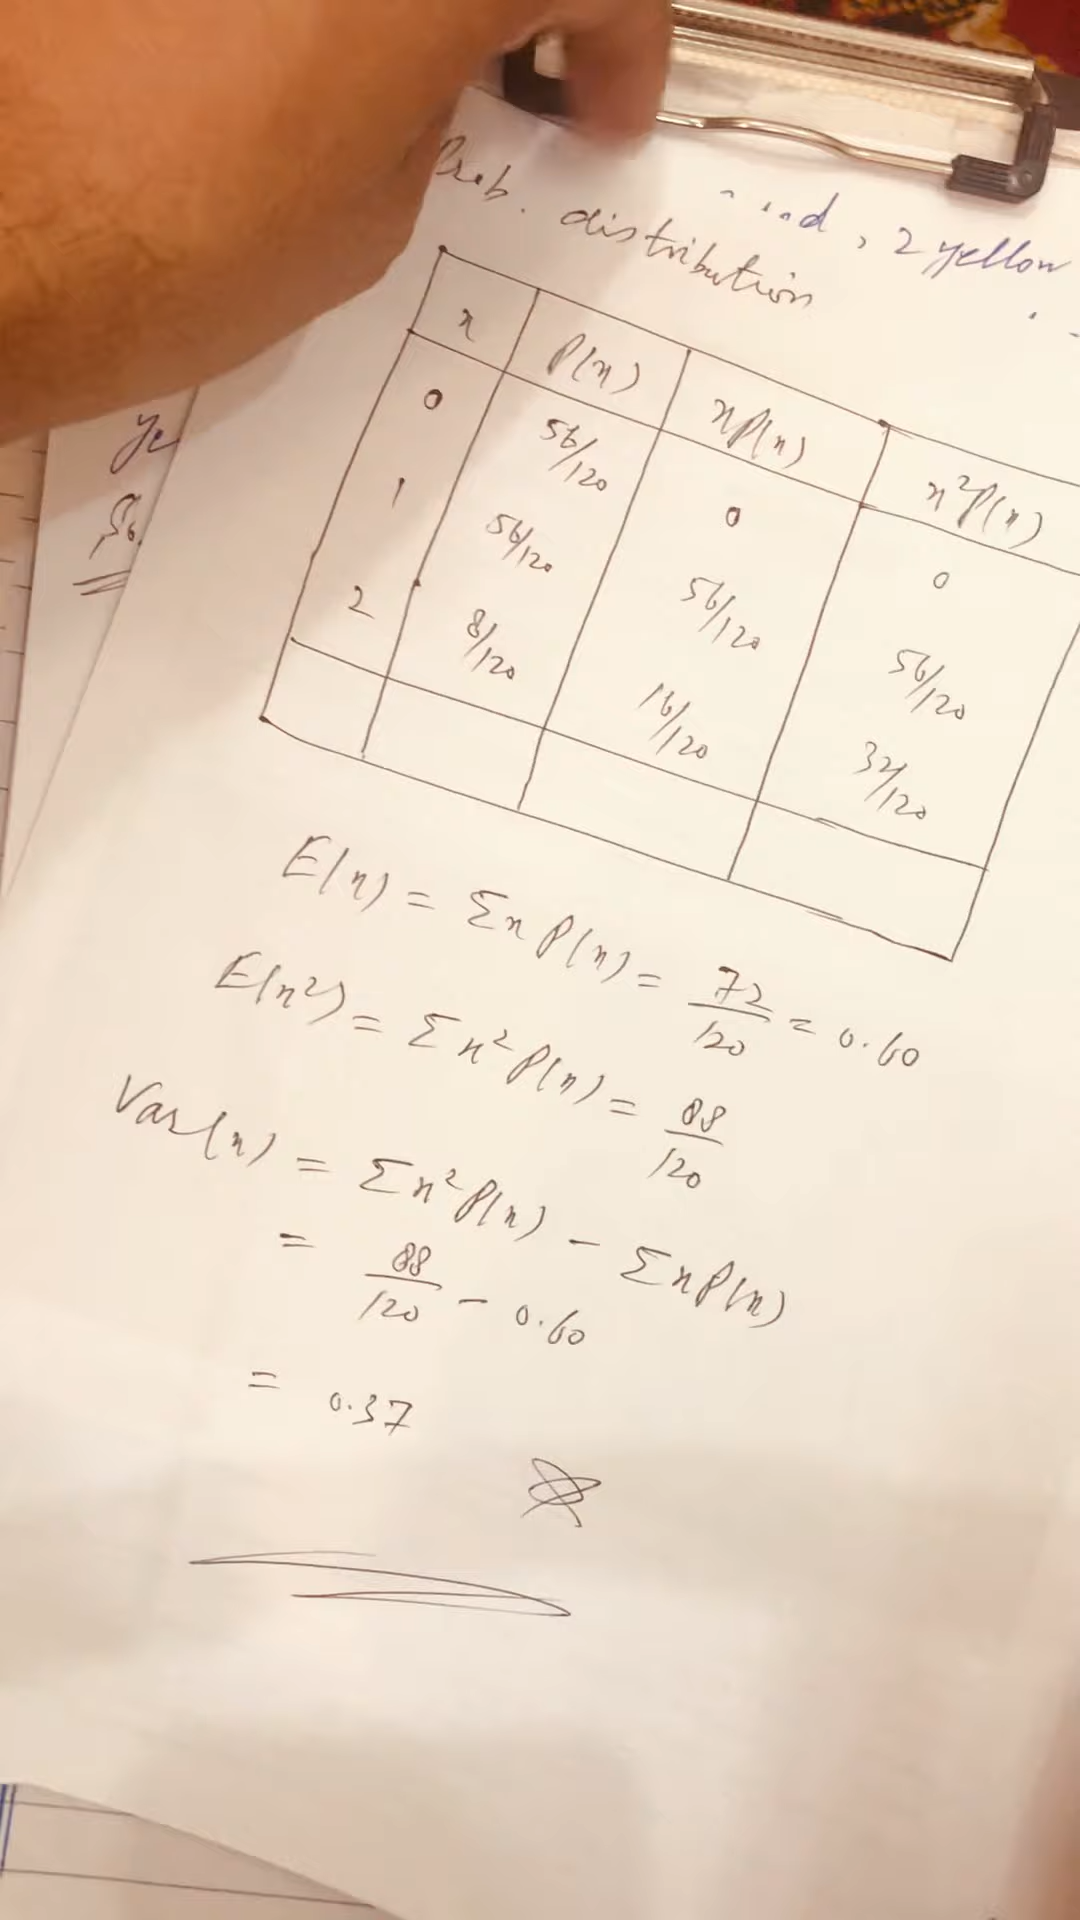 , 2 yellow
Prob. distribution
x P(x) xP(x) x²P(x)
0 56/120 0 0
1 56/120 56/120 56/120
2 8/120 16/120 32/120
E(x) = Σx P(x) = 72/120 = 0.60
E(x²) = Σx² P(x) = 88/120
Var(x) = Σx² P(x) - Σx P(x)
= 88/120 - 0.60
= 0.37